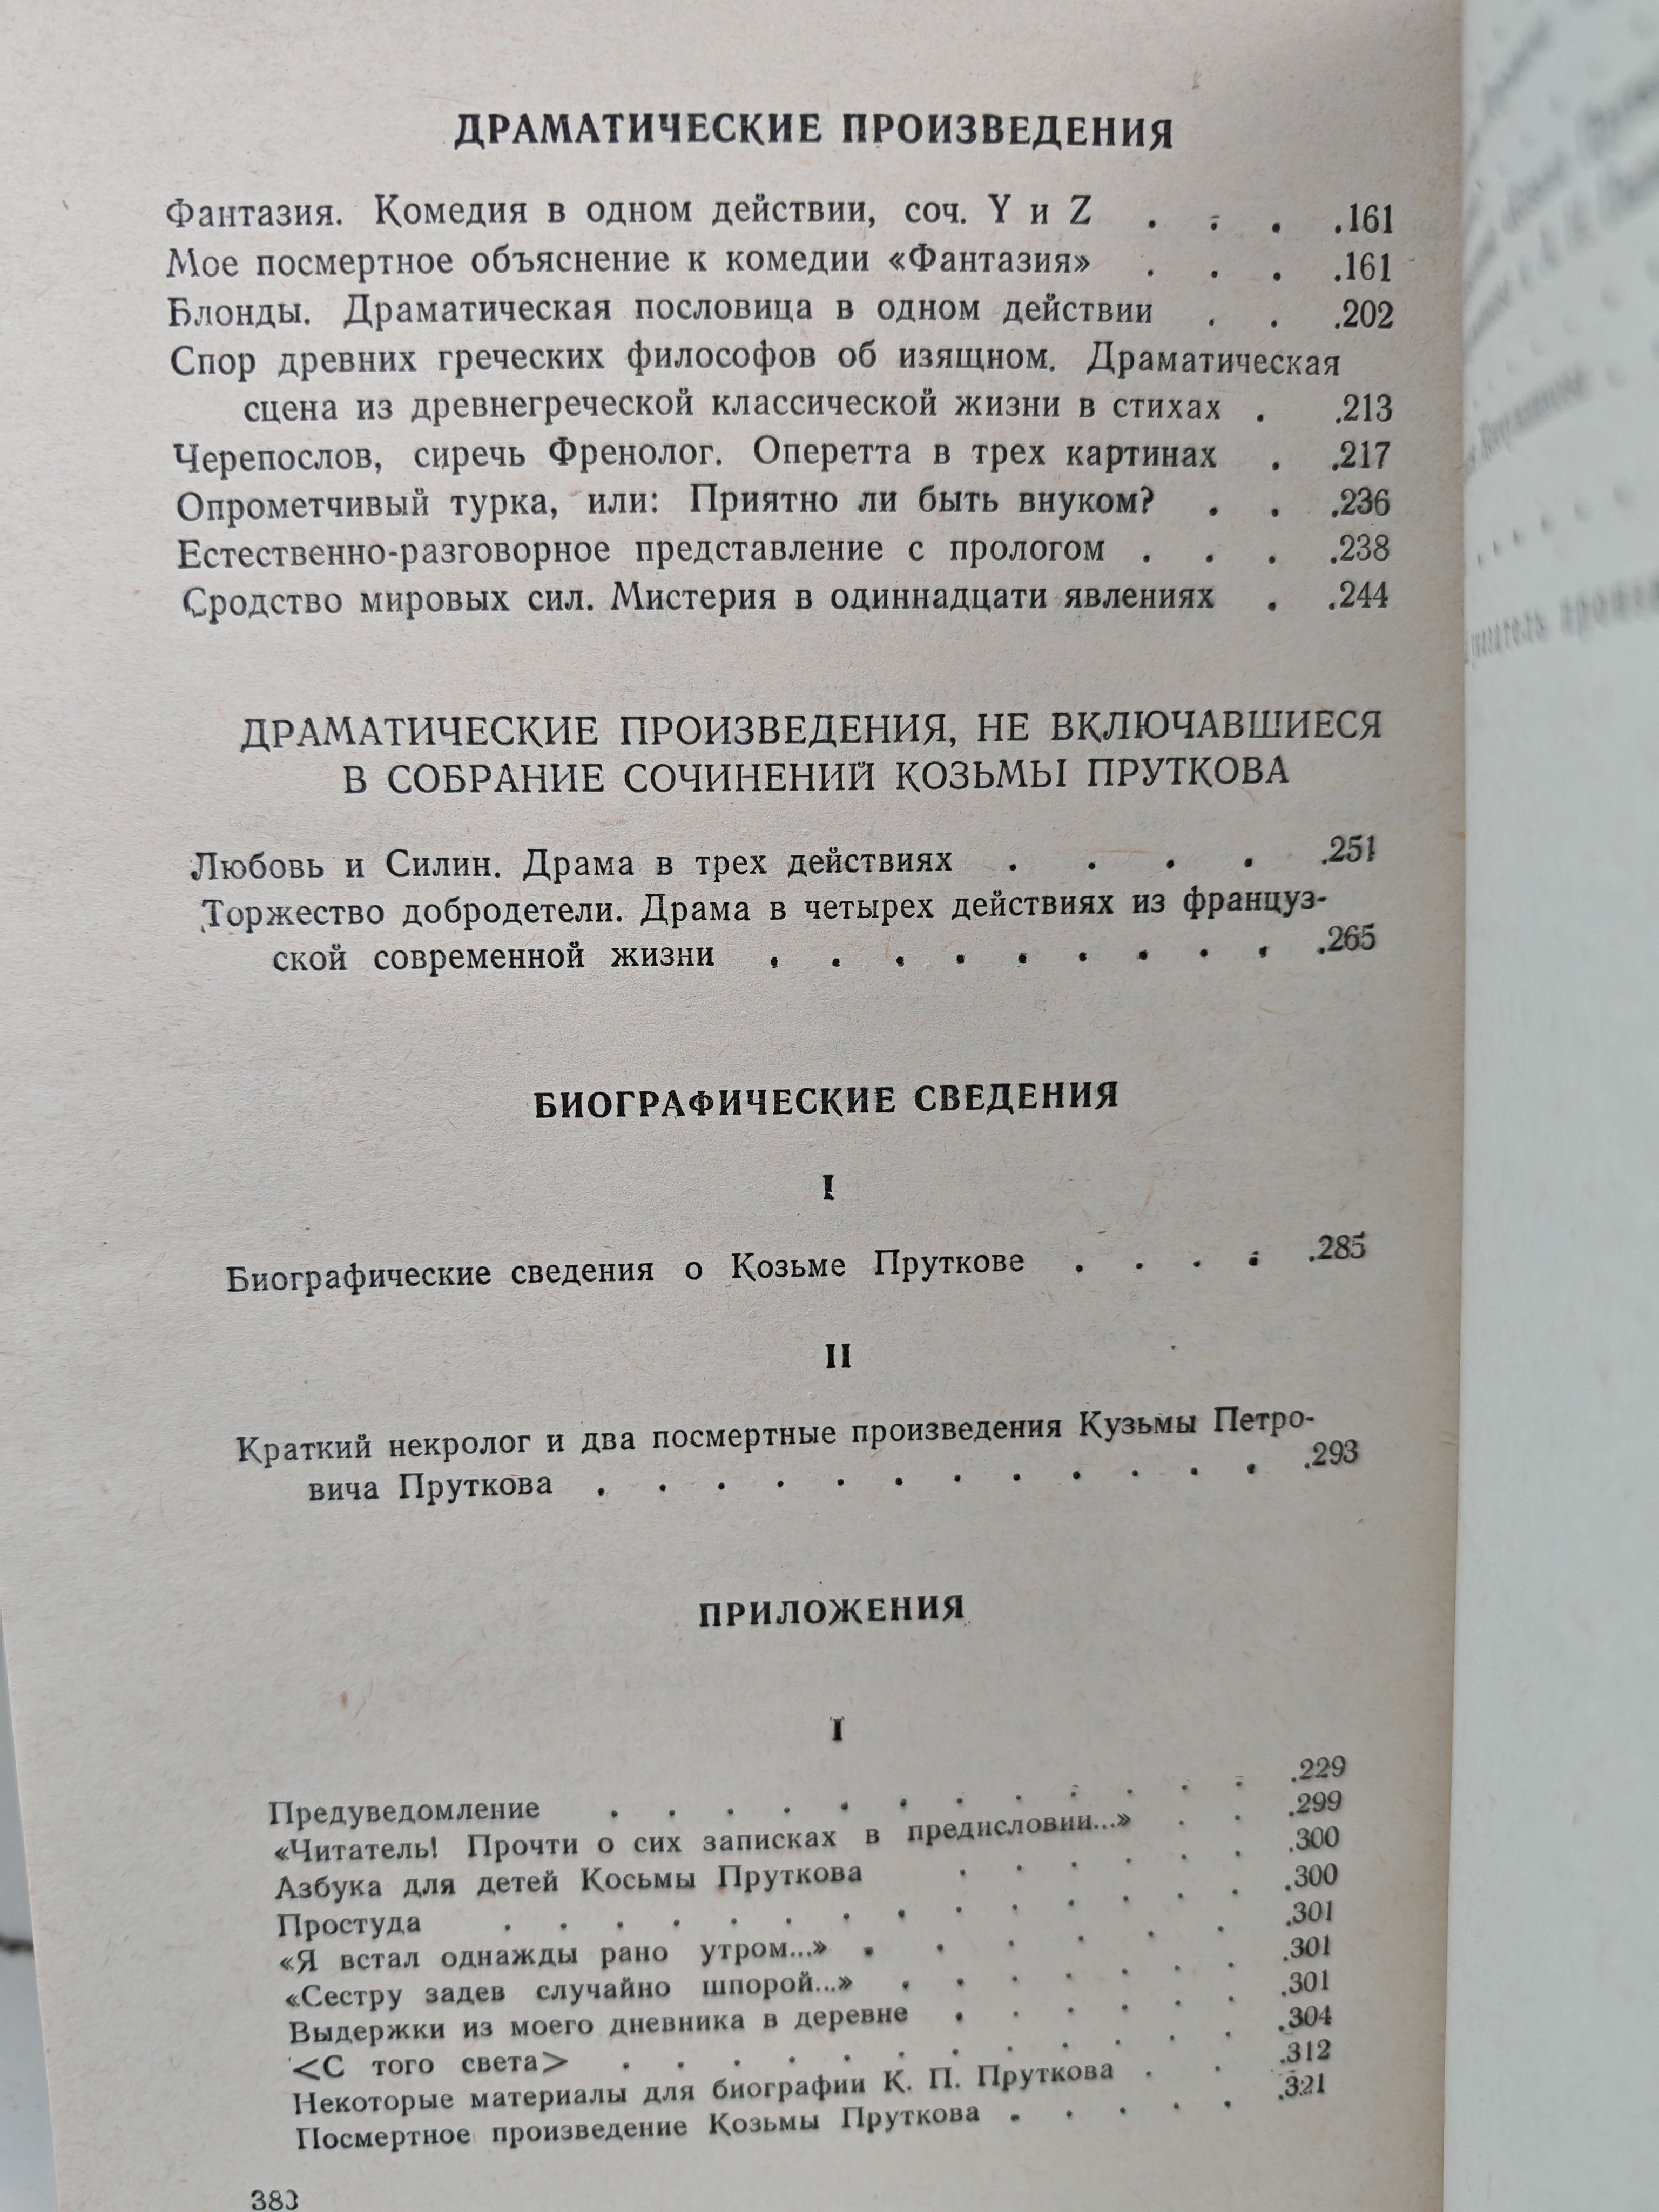 ДРАМАТИЧЕСКИЕ ПРОИЗВЕДЕНИЯ
Фантазия. Комедия в одном действии, соч. Y и Z . . . .161
Мое посмертное объяснение к комедии «Фантазия» . . . .161
Блонды. Драматическая пословица в одном действии . . .202
Спор древних греческих философов об изящном. Драматическая
сцена из древнегреческой классической жизни в стихах . .213
Черепослов, сиречь Френолог. Оперетта в трех картинах . .217
Опрометчивый турка, или: Приятно ли быть внуком? . . .236
Естественно-разговорное представление с прологом . . . .238
Сродство мировых сил. Мистерия в одиннадцати явлениях . .244
ДРАМАТИЧЕСКИЕ ПРОИЗВЕДЕНИЯ, НЕ ВКЛЮЧАВШИЕСЯ
В СОБРАНИЕ СОЧИНЕНИЙ КОЗЬМЫ ПРУТКОВА
Любовь и Силин. Драма в трех действиях . . . . .251
Торжество добродетели. Драма в четырех действиях из француз-
ской современной жизни . . . . . . . . . .265
БИОГРАФИЧЕСКИЕ СВЕДЕНИЯ
I
Биографические сведения о Козьме Пруткове . . . . .285
II
Краткий некролог и два посмертные произведения Кузьмы Петро-
вича Пруткова . . . . . . . . . . . . .293
ПРИЛОЖЕНИЯ
I
Предуведомление . . . . . . . . . . . . .229
«Читатель! Прочти о сих записках в предисловии...» . . .299
Азбука для детей Косьмы Пруткова . . . . . . .300
Простуда . . . . . . . . . . . . . . .300
«Я встал однажды рано утром...» . . . . . . .301
«Сестру задев случайно шпорой...» . . . . . . .301
Выдержки из моего дневника в деревне . . . . . .301
<С того света> . . . . . . . . . . . . .304
Некоторые материалы для биографии К. П. Пруткова . . .312
Посмертное произведение Козьмы Пруткова . . . . . .321
380